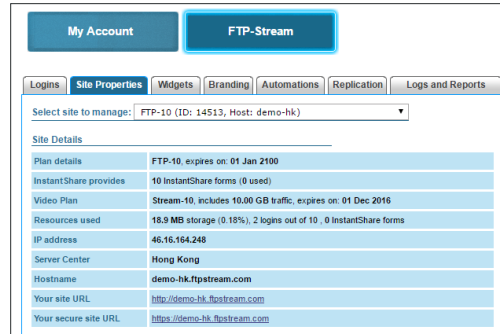 My Account FTP-Stream
Logins Site Properties Widgets Branding Automations Replication Logs and Reports
Select site to manage: FTP-10 (ID: 14513, Host: demo-hk)
Site Details
Plan details FTP-10, expires on: 01 Jan 2100
InstantShare provides 10 InstantShare forms (0 used)
Video Plan Stream-10, includes 10.00 GB traffic, expires on: 01 Dec 2016
Resources used 18.9 MB storage (0.18%), 2 logins out of 10 , 0 InstantShare forms
IP address 46.16.164.248
Server Center Hong Kong
Hostname demo-hk.ftpstream.com
Your site URL http://demo-hk.ftpstream.com
Your secure site URL https://demo-hk.ftpstream.com